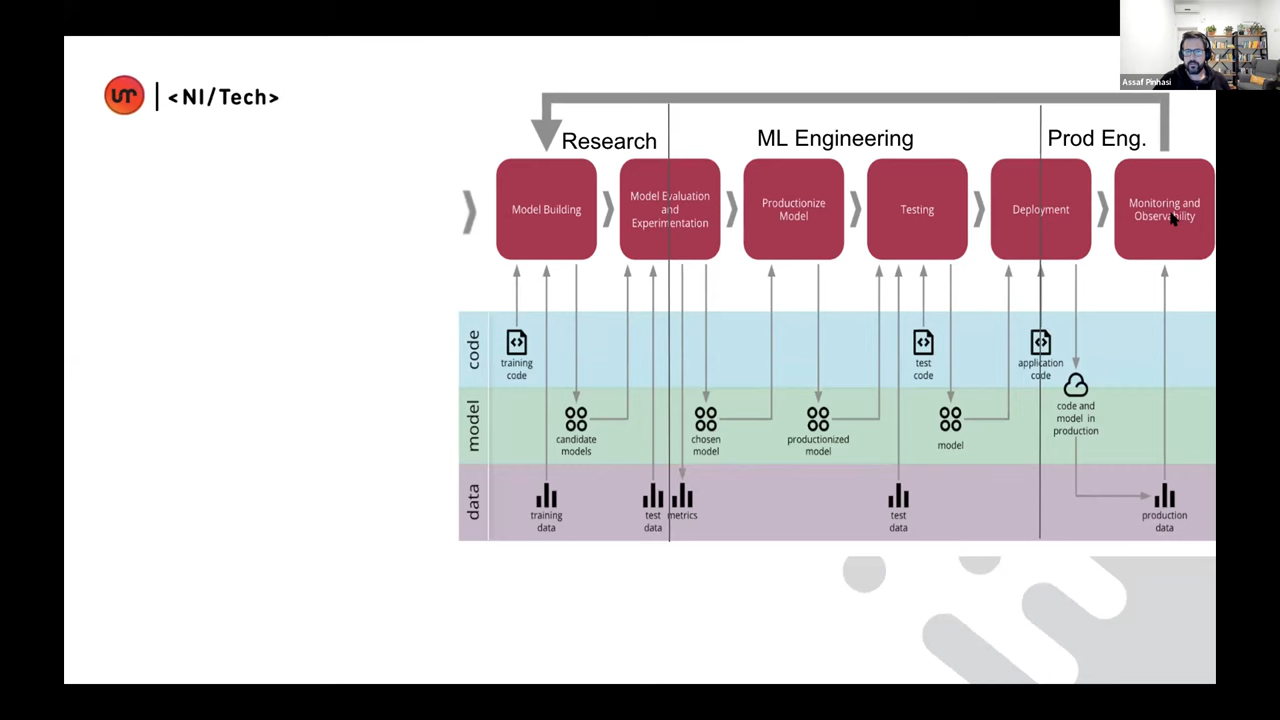 Assaf Pinhasi
<NI/Tech>
Research
ML Engineering
Prod Eng.
Model Building
Model Evaluation
and
Experimentation
Productionize
Model
Testing
Deployment
Monitoring and
Observability
code
training
code
test
code
application
code
model
candidate
models
chosen
model
productionized
model
model
code and
model in
production
data
training
data
test
data
metrics
test
data
production
data